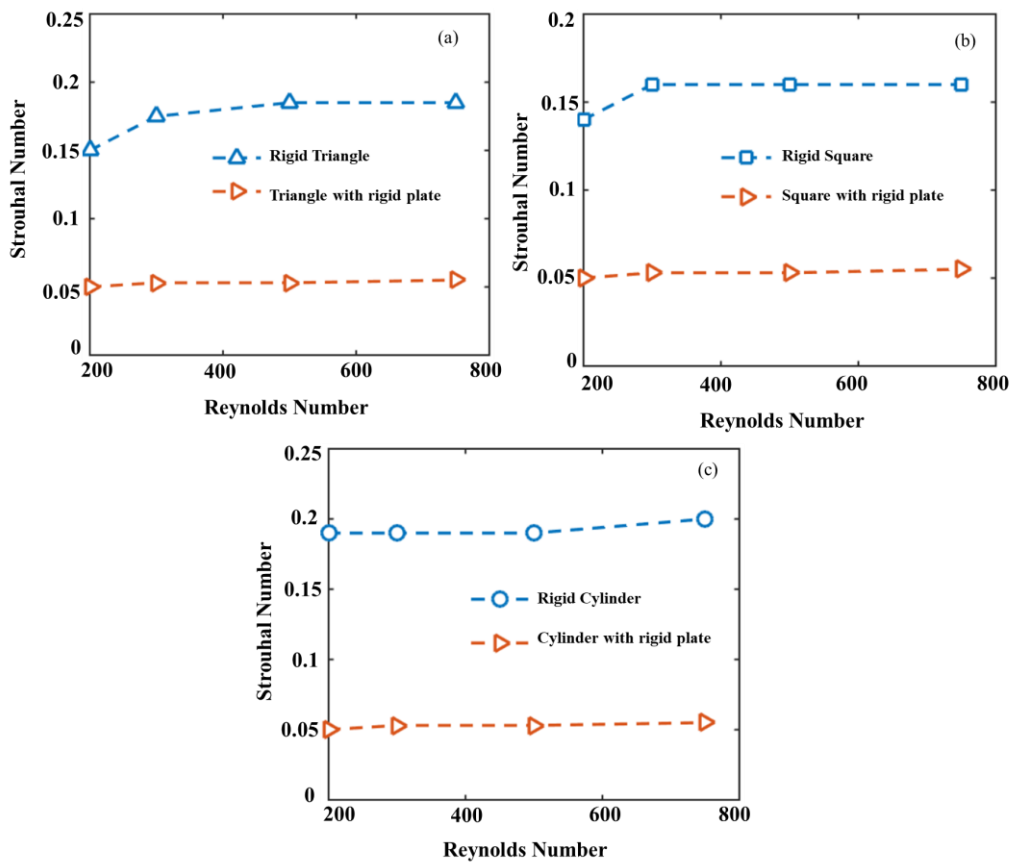 0.25
(a)
0.2
0.15
0.1
0.05
0
Strouhal Number
Rigid Triangle
Triangle with rigid plate
200 400 600 800
Reynolds Number
0.2
(b)
0.15
0.1
0.05
0
Strouhal Number
Rigid Square
Square with rigid plate
200 400 600 800
Reynolds Number
0.25
(c)
0.2
0.15
0.1
0.05
0
Strouhal Number
Rigid Cylinder
Cylinder with rigid plate
200 400 600 800
Reynolds Number